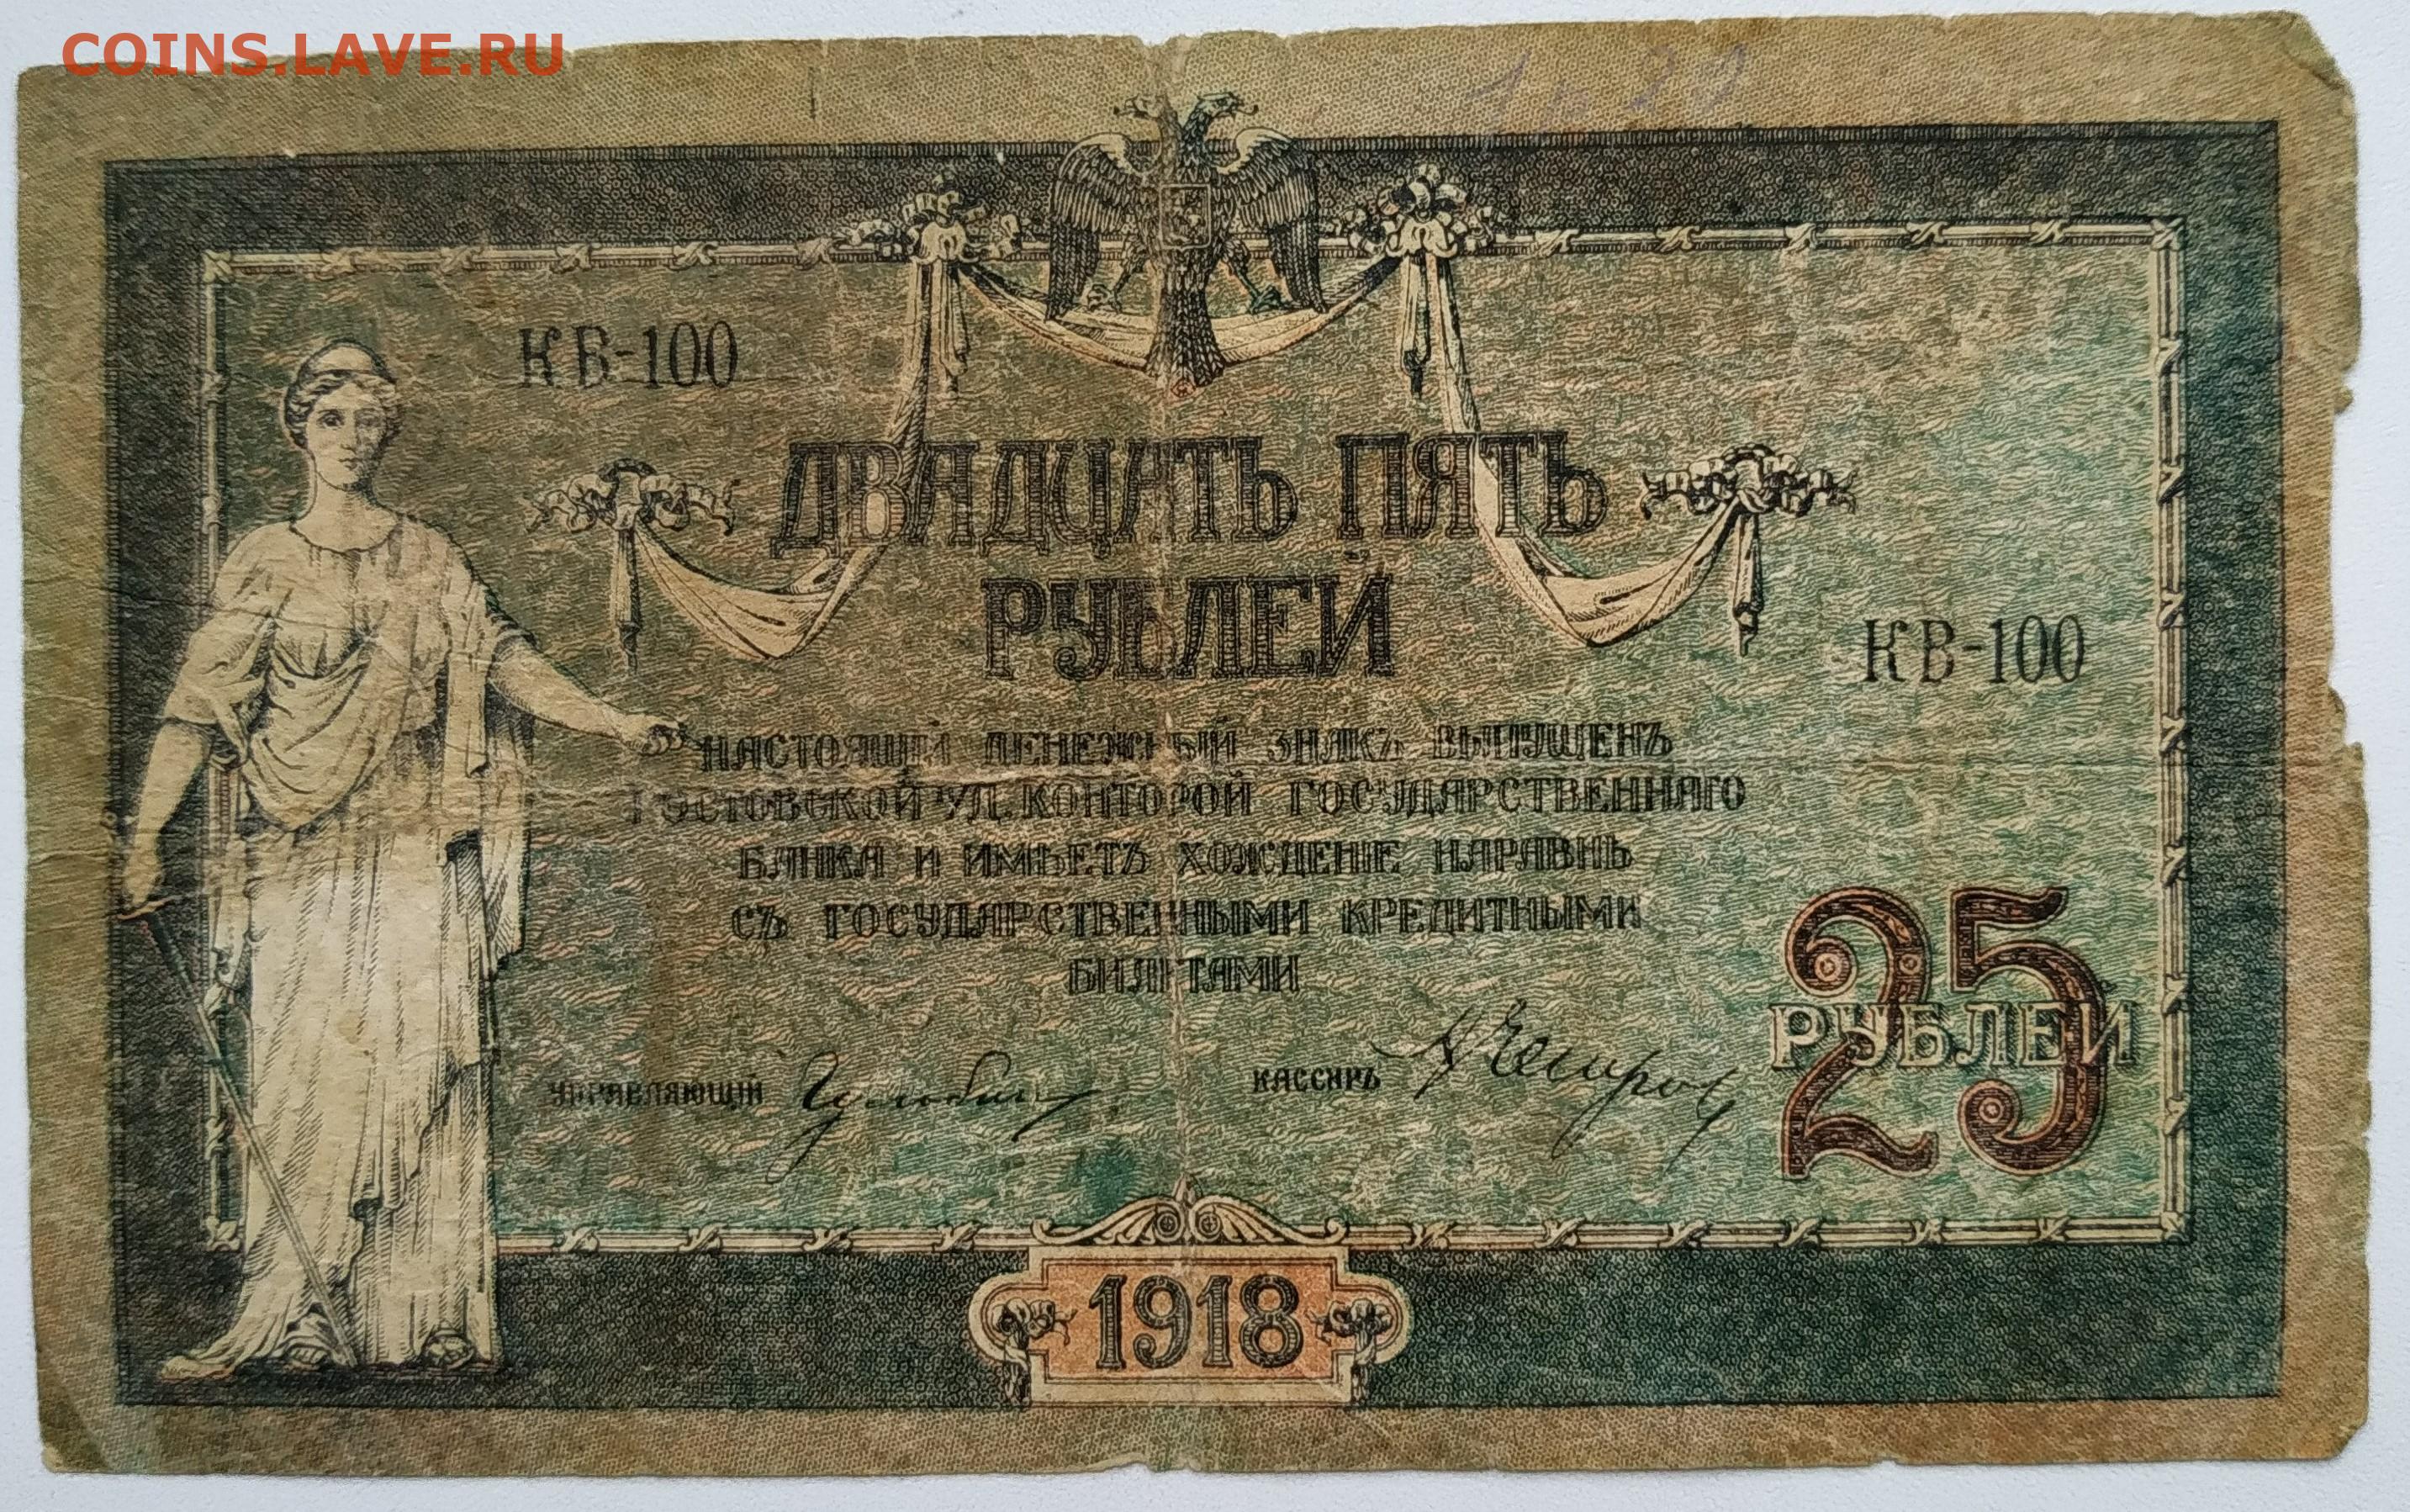 COINS.LAVE.RU
КВ-100
ДВАДЦАТЬ ПЯТЬ
РУБЛЕЙ
КВ-100
НАСТОЯЩІЙ ДЕНЕЖНЫЙ ЗНАКЪ ВЫПУЩЕНЪ
РОСТОВСКОЙ НА/Д. КОНТОРОЙ ГОСУДАРСТВЕННАГО
БАНКА И ИМѢЕТЪ ХОЖДЕНІЕ НАРАВНѢ
СЪ ГОСУДАРСТВЕННЫМИ КРЕДИТНЫМИ
БИЛЕТАМИ
25
РУБЛЕЙ
УПРАВЛЯЮЩІЙ
КАССИРЪ
1918